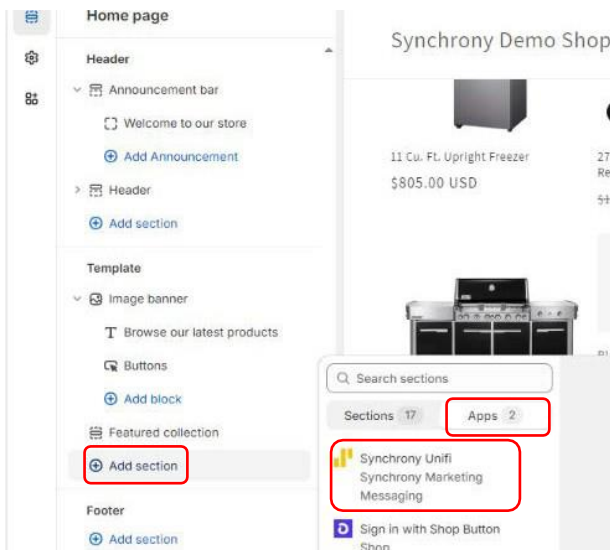 Home page
Header
Announcement bar
Welcome to our store
Add Announcement
Header
Add section
Template
Image banner
Browse our latest products
Buttons
Add block
Featured collection
Add section
Footer
Add section
Synchrony Demo Shop
11 Cu. Ft. Upright Freezer
$805.00 USD
27
Re
Search sections
Sections 17
Apps 2
Synchrony Unifi
Synchrony Marketing
Messaging
Sign in with Shop Button
Shop